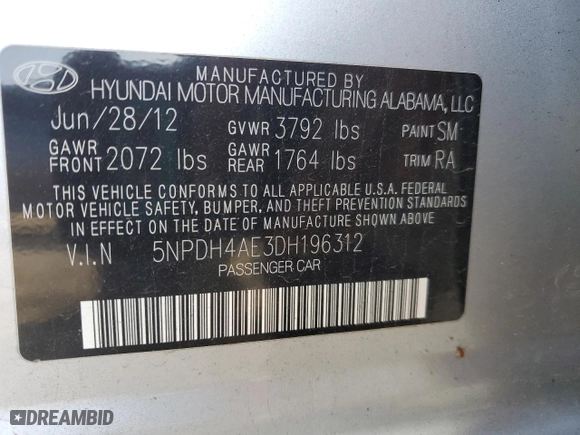 MANUFACTURED BY
HYUNDAI MOTOR MANUFACTURING ALABAMA, LLC
Jun/28/12 GVWR 3792 lbs PAINT SM
GAWR FRONT 2072 lbs GAWR REAR 1764 lbs TRIM RA
THIS VEHICLE CONFORMS TO ALL APPLICABLE U.S.A. FEDERAL
MOTOR VEHICLE SAFETY, BUMPER, AND THEFT PREVENTION STANDARDS
IN EFFECT ON THE DATE OF MANUFACTURE SHOWN ABOVE.
V.I.N 5NPDH4AE3DH196312
PASSENGER CAR
DREAMBID